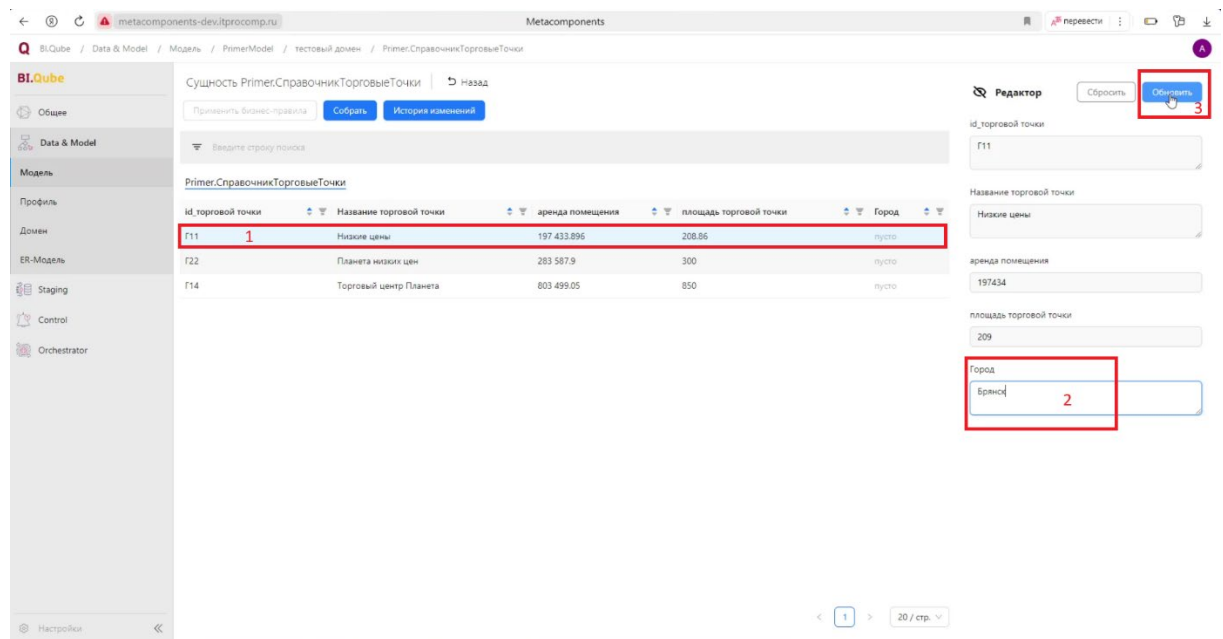 metacomponents-dev.itprocomp.ru Metacomponents перевести
Q BI.Qube / Data & Model / Модель / PrimerModel / тестовый домен / Primer.СправочникТорговыеТочки A
BI.Qube
Общее
Data & Model
Модель
Профиль
Домен
ER-Модель
Staging
Control
Orchestrator
Настройки
Сущность Primer.СправочникТорговыеТочки Назад
Применить бизнес-правила Собрать История изменений
Введите строку поиска
Primer.СправочникТорговыеТочки
id_торговой точки Название торговой точки аренда помещения площадь торговой точки Город
Г11 1 Низкие цены 197 433.896 208.86 пусто
Г22 Планета низких цен 283 587.9 300 пусто
Г14 Торговый центр Планета 803 499.05 850 пусто
< 1 > 20 / стр.
Редактор Сбросить Обновить
3
id_торговой точки
Г11
Название торговой точки
Низкие цены
аренда помещения
197434
площадь торговой точки
209
Город
Брянск
2